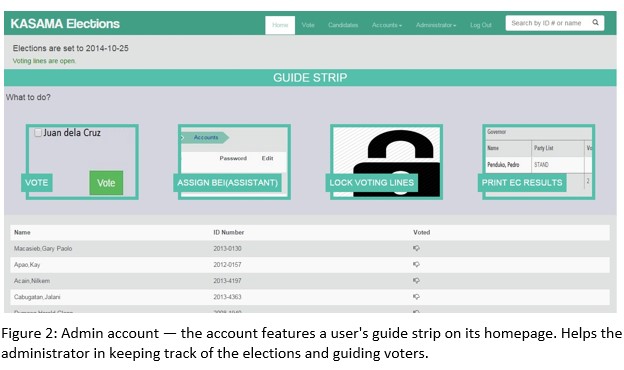 KASAMA Elections
Home Vote Candidates Accounts Administrator Log Out Search by ID # or name
Elections are set to 2014-10-25
Voting lines are open.
GUIDE STRIP
What to do?
Juan dela Cruz
Vote
VOTE
Accounts
Password Edit
ASSIGN BEI(ASSISTANT)
LOCK VOTING LINES
Governor
Name Party List Vo
Penduko, Pedro STAND
2
PRINT EC RESULTS
Name ID Number Voted
Macasieb,Gary Paolo 2013-0130
Apao,Kay 2012-0157
Acain,Nilkem 2013-4197
Cabugatan,Jalani 2013-4363
Figure 2: Admin account — the account features a user's guide strip on its homepage. Helps the
administrator in keeping track of the elections and guiding voters.